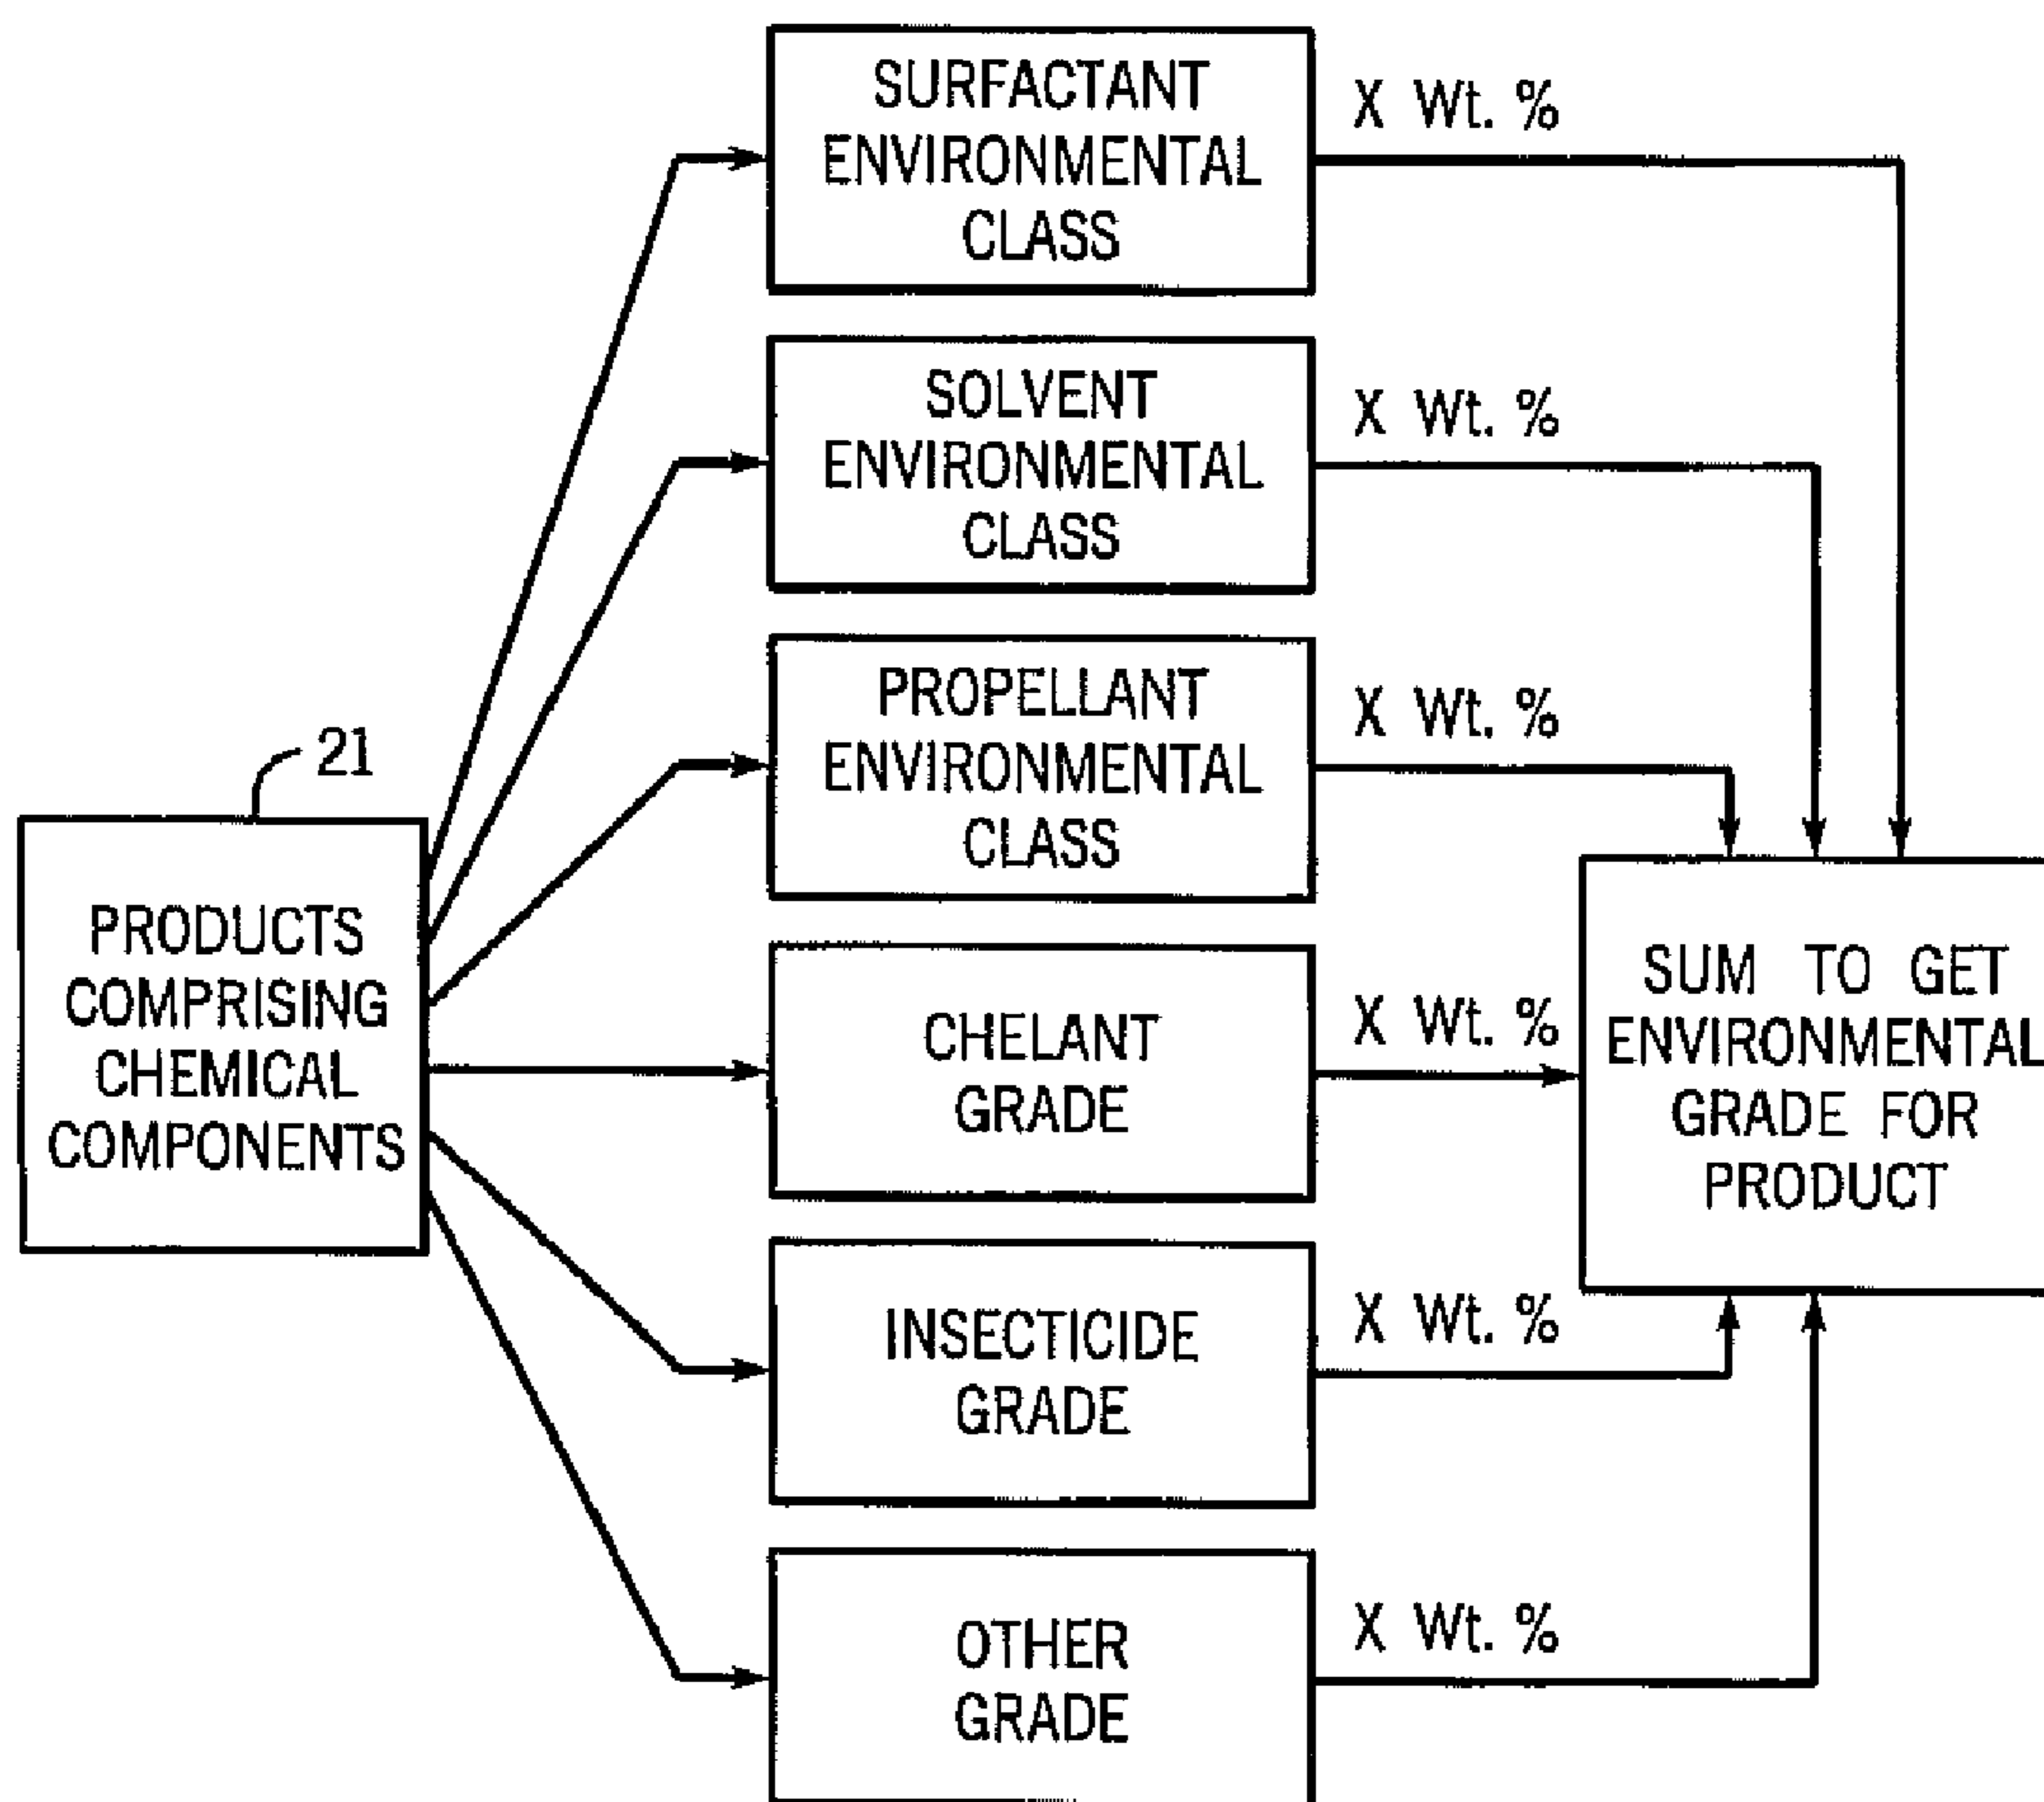 SURFACTANT
ENVIRONMENTAL
CLASS
X Wt. %
SOLVENT
ENVIRONMENTAL
CLASS
X Wt. %
PROPELLANT
ENVIRONMENTAL
CLASS
X Wt. %
21
PRODUCTS
COMPRISING
CHEMICAL
COMPONENTS
CHELANT
GRADE
X Wt. %
SUM TO GET
ENVIRONMENTAL
GRADE FOR
PRODUCT
INSECTICIDE
GRADE
X Wt. %
OTHER
GRADE
X Wt. %